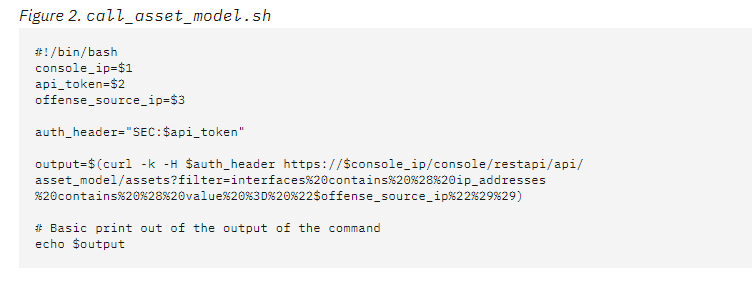 Figure 2. call_asset_model.sh
#!/bin/bash
console_ip=$1
api_token=$2
offense_source_ip=$3
auth_header="SEC:$api_token"
output=$(curl -k -H $auth_header https://$console_ip/console/restapi/api/
asset_model/assets?filter=interfaces%20contains%20%28%20ip_addresses
%20contains%20%28%20value%20%3D%20%22$offense_source_ip%22%29%29)
# Basic print out of the output of the command
echo $output